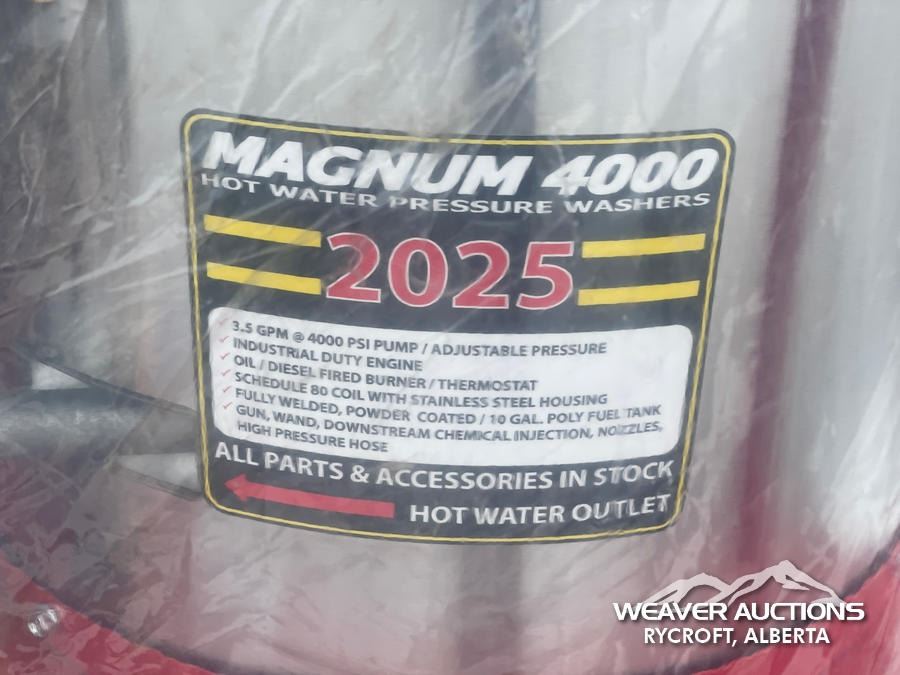 MAGNUM 4000
HOT WATER PRESSURE WASHERS
2025
3.5 GPM @ 4000 PSI PUMP / ADJUSTABLE PRESSURE
INDUSTRIAL DUTY ENGINE
OIL / DIESEL FIRED BURNER / THERMOSTAT
SCHEDULE 80 COIL WITH STAINLESS STEEL HOUSING
FULLY WELDED, POWDER COATED / 10 GAL. POLY FUEL TANK
GUN, WAND, DOWNSTREAM CHEMICAL INJECTION, NOZZLES,
HIGH PRESSURE HOSE
ALL PARTS & ACCESSORIES IN STOCK
HOT WATER OUTLET
WEAVER AUCTIONS
RYCROFT, ALBERTA